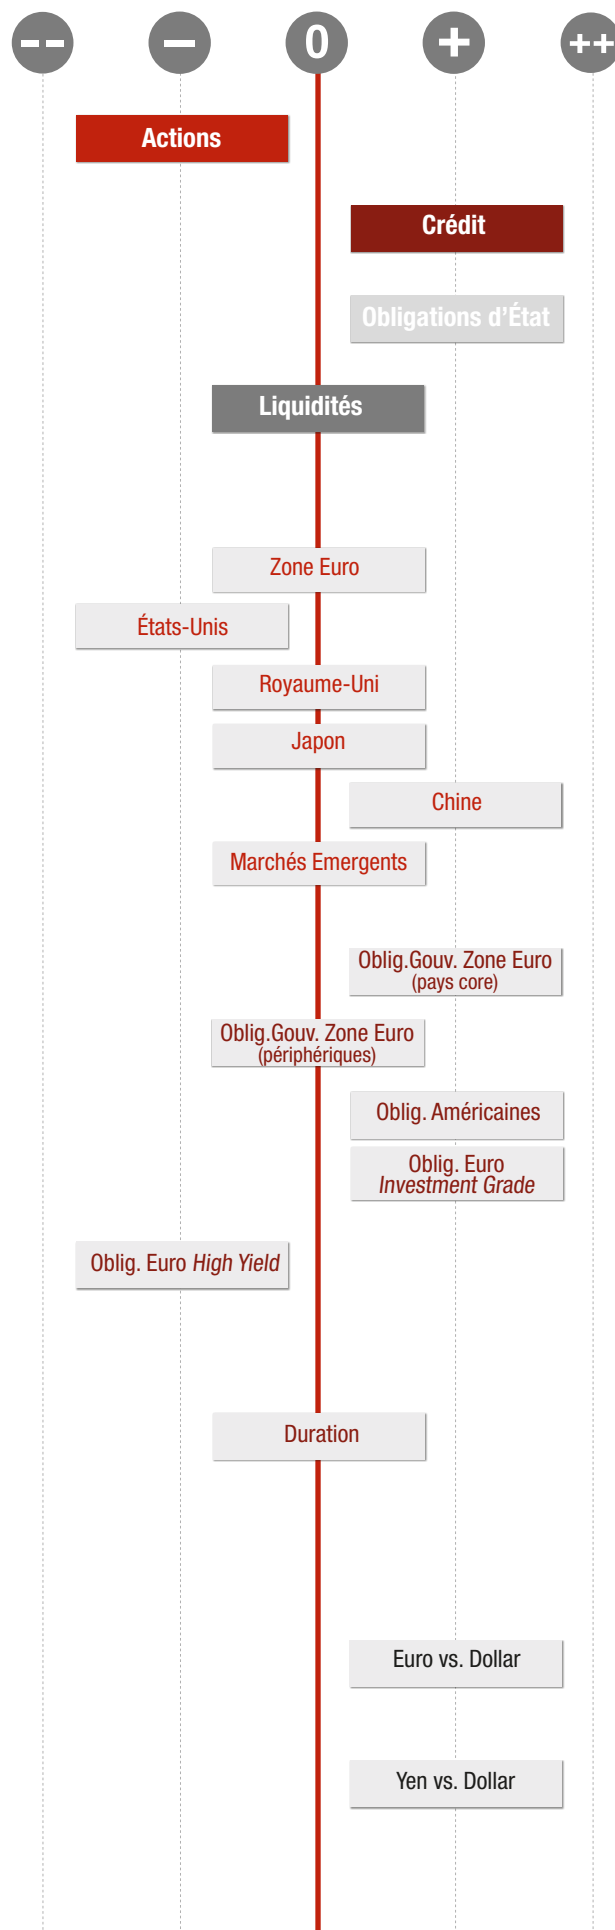 −− − 0 + ++
Actions
Crédit
Obligations d’État
Liquidités
Zone Euro
États-Unis
Royaume-Uni
Japon
Chine
Marchés Emergents
Oblig.Gouv. Zone Euro
(pays core)
Oblig.Gouv. Zone Euro
(périphériques)
Oblig. Américaines
Oblig. Euro
Investment Grade
Oblig. Euro High Yield
Duration
Euro vs. Dollar
Yen vs. Dollar